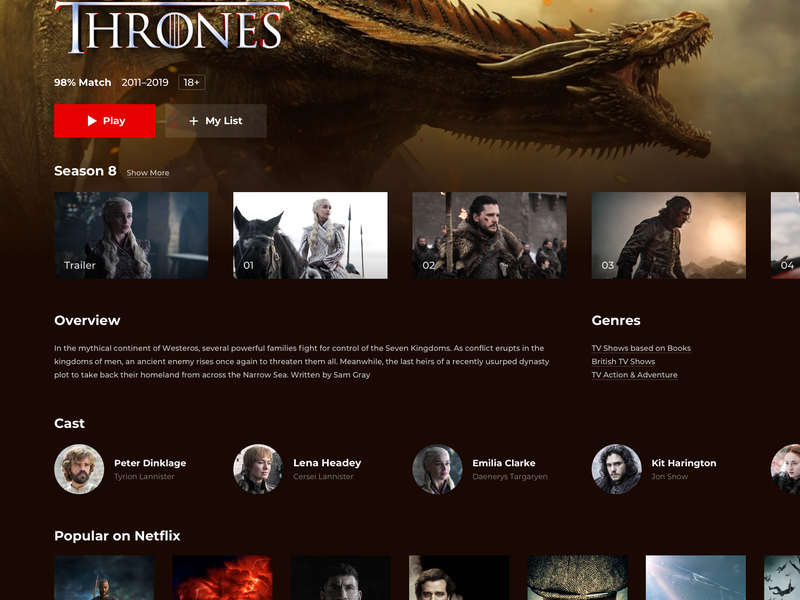 THRONES
98% Match 2011–2019 18+
Play + My List
Season 8 Show More
Trailer 01 02 03 04
Overview Genres
In the mythical continent of Westeros, several powerful families fight for control of the Seven Kingdoms. As conflict erupts in the
kingdoms of men, an ancient enemy rises once again to threaten them all. Meanwhile, the last heirs of a recently usurped dynasty
plot to take back their homeland from across the Narrow Sea. Written by Sam Gray
TV Shows based on Books
British TV Shows
TV Action & Adventure
Cast
Peter Dinklage
Tyrion Lannister
Lena Headey
Cersei Lannister
Emilia Clarke
Daenerys Targaryen
Kit Harington
Jon Snow
Popular on Netflix